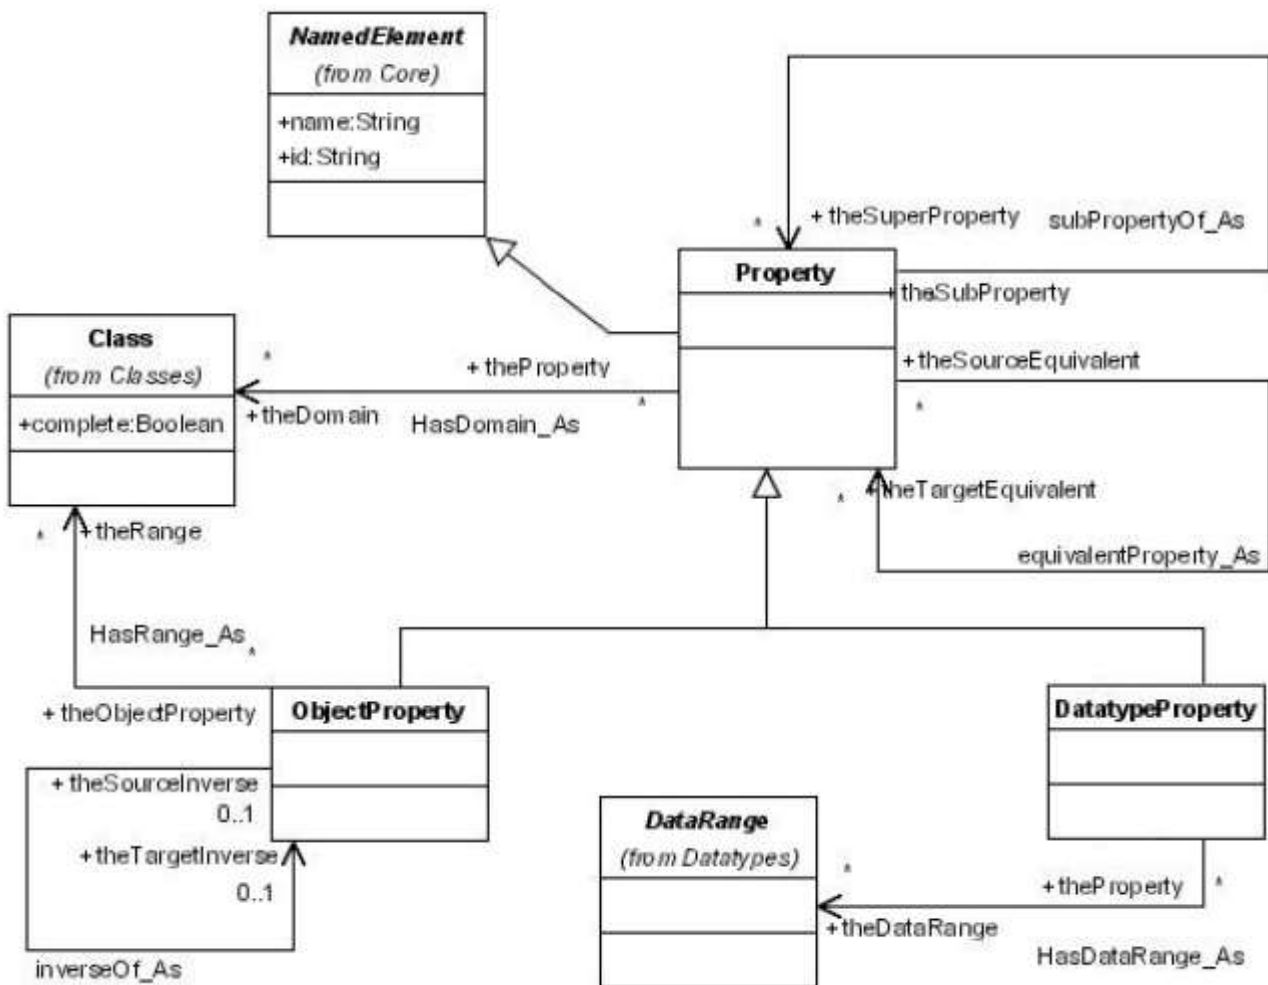 NamedElement
(from Core)
+name:String
+id:String
* + theSuperProperty subPropertyOf_As
Property
+theSubProperty
*
Class
(from Classes)
+complete:Boolean
*
+ theProperty
*
+theDomain
HasDomain_As
+ theSourceEquivalent
*
* +theTargetEquivalent
equivalentProperty_As
* +theRange
HasRange_As
*
+ theObjectProperty
ObjectProperty
+ theSourceInverse
0..1
+theTargetInverse
0..1
inverseOf_As
DatatypeProperty
DataRange
(from Datatypes)
*
+theProperty *
+theDataRange
HasDataRange_As